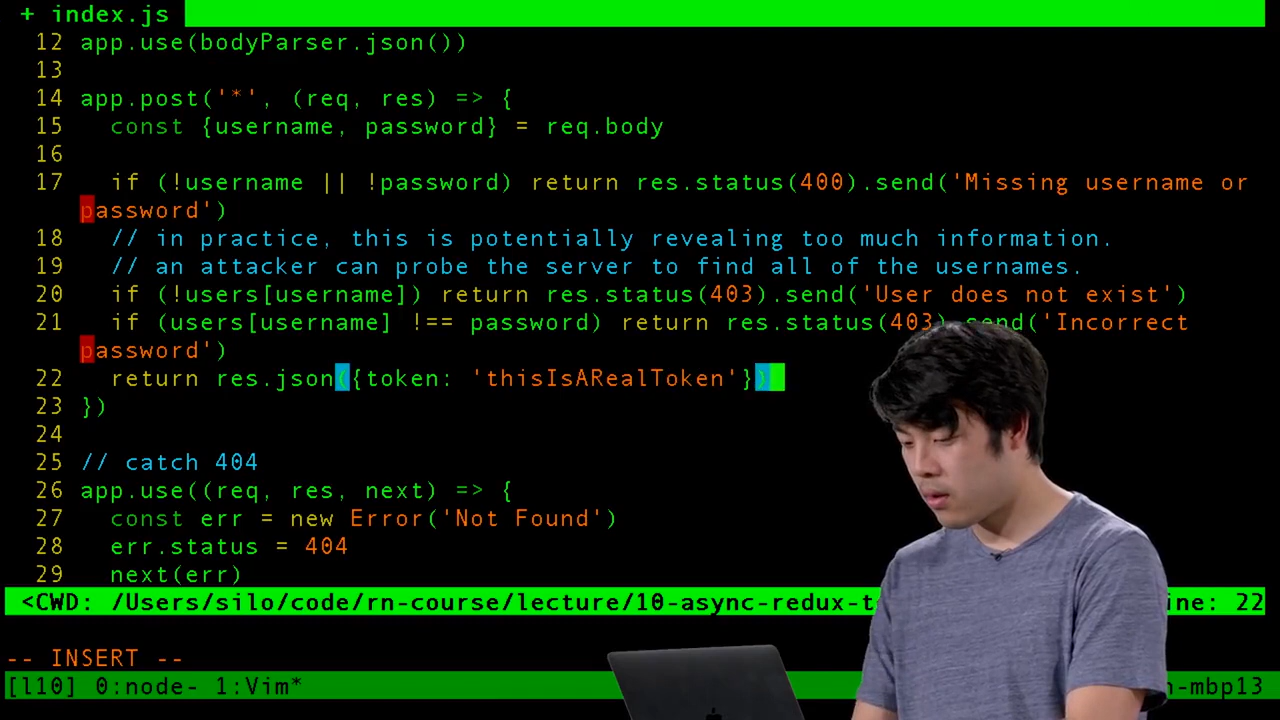 + index.js
12 app.use(bodyParser.json())
13
14 app.post('*', (req, res) => {
15   const {username, password} = req.body
16
17   if (!username || !password) return res.status(400).send('Missing username or
password')
18   // in practice, this is potentially revealing too much information.
19   // an attacker can probe the server to find all of the usernames.
20   if (!users[username]) return res.status(403).send('User does not exist')
21   if (users[username] !== password) return res.status(403).send('Incorrect
password')
22   return res.json({token: 'thisIsARealToken'})
23 })
24
25 // catch 404
26 app.use((req, res, next) => {
27   const err = new Error('Not Found')
28   err.status = 404
29   next(err)
<CWD: /Users/silo/code/rn-course/lecture/10-async-redux-t ine: 22
-- INSERT --
[l10] 0:node- 1:Vim* -mbp13